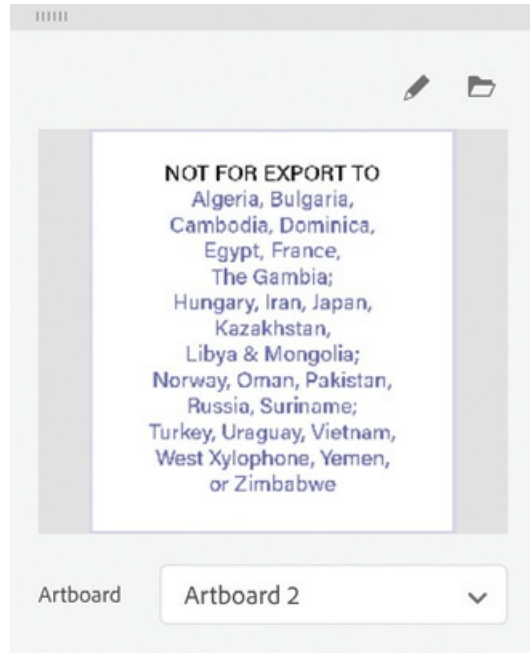 NOT FOR EXPORT TO
Algeria, Bulgaria,
Cambodia, Dominica,
Egypt, France,
The Gambia;
Hungary, Iran, Japan,
Kazakhstan,
Libya & Mongolia;
Norway, Oman, Pakistan,
Russia, Suriname;
Turkey, Uraguay, Vietnam,
West Xylophone, Yemen,
or Zimbabwe
Artboard Artboard 2